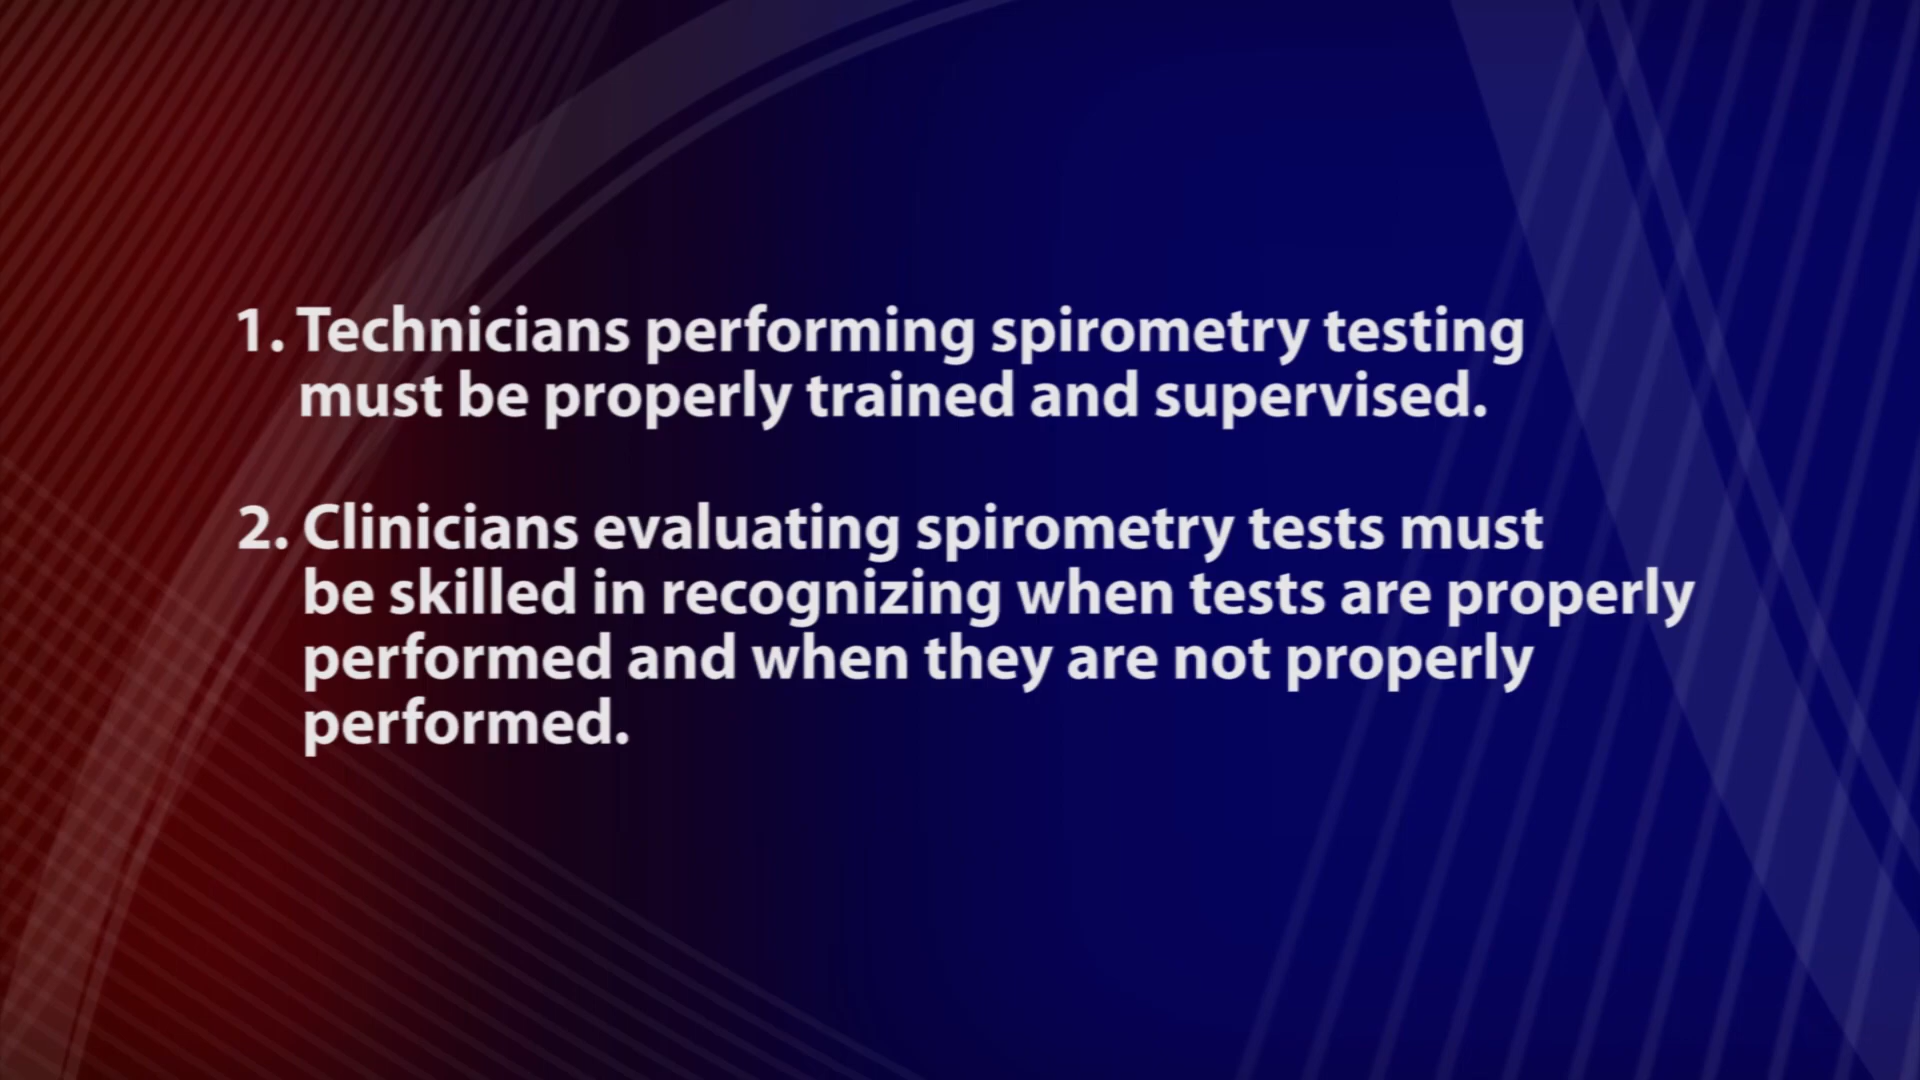 1. Technicians performing spirometry testing
must be properly trained and supervised.
2. Clinicians evaluating spirometry tests must
be skilled in recognizing when tests are properly
performed and when they are not properly
performed.